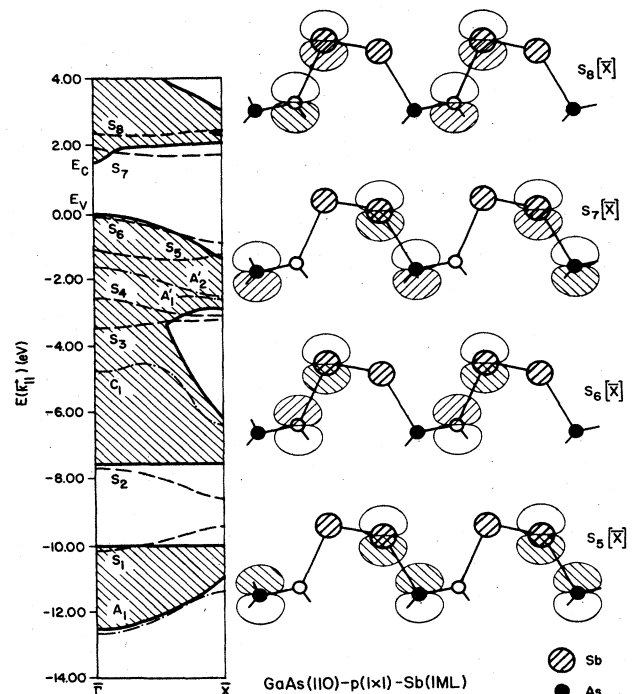 4.00
S8
2.00
S7
EC
EV
0.00
S6
S5
-2.00
A'2
A'1
S4
S3
-4.00
C1
-6.00
-8.00
S2
-10.00
S1
A1
-12.00
-14.00
E(k⃗||) (eV)
Γ̅
X̅
S8[X̅]
S7[X̅]
S6[X̅]
S5[X̅]
GaAs(110)-p(1×1)-Sb(1ML)
Sb
As